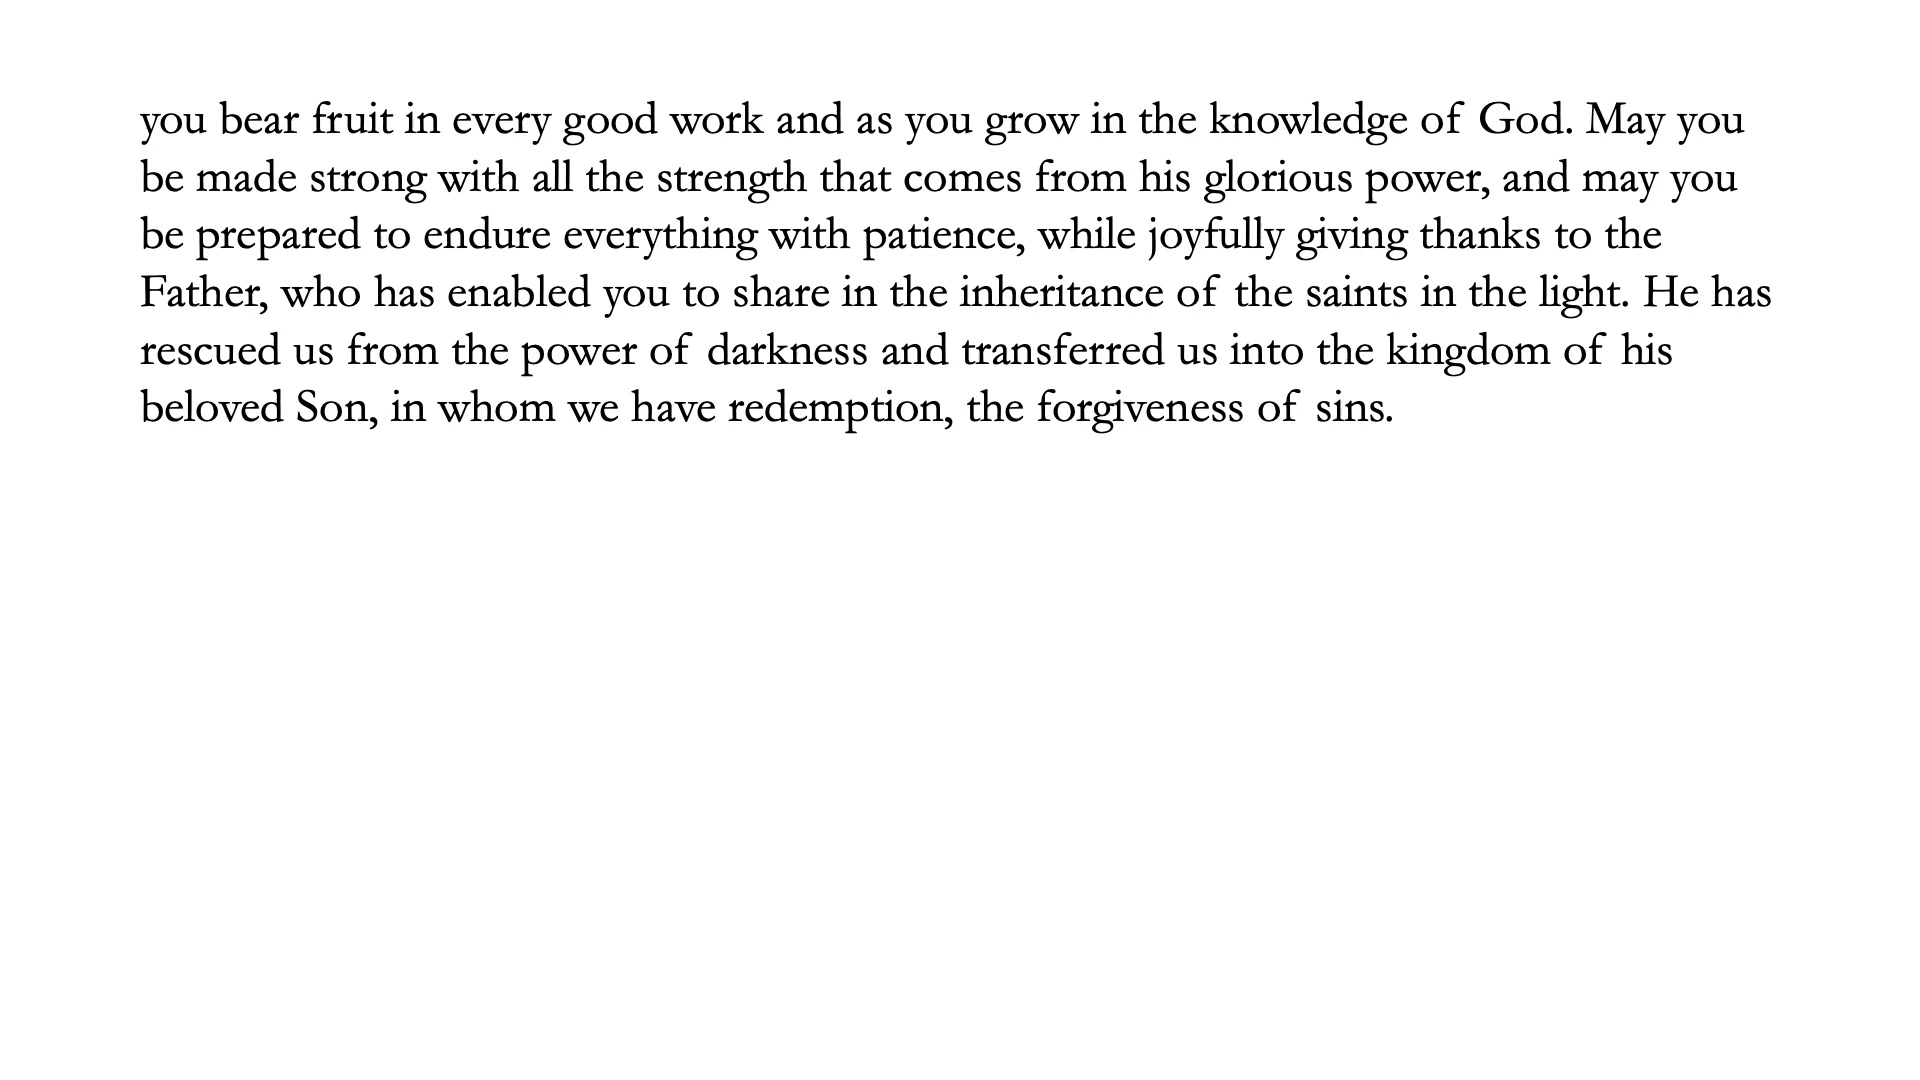 you bear fruit in every good work and as you grow in the knowledge of God. May you
be made strong with all the strength that comes from his glorious power, and may you
be prepared to endure everything with patience, while joyfully giving thanks to the
Father, who has enabled you to share in the inheritance of the saints in the light. He has
rescued us from the power of darkness and transferred us into the kingdom of his
beloved Son, in whom we have redemption, the forgiveness of sins.